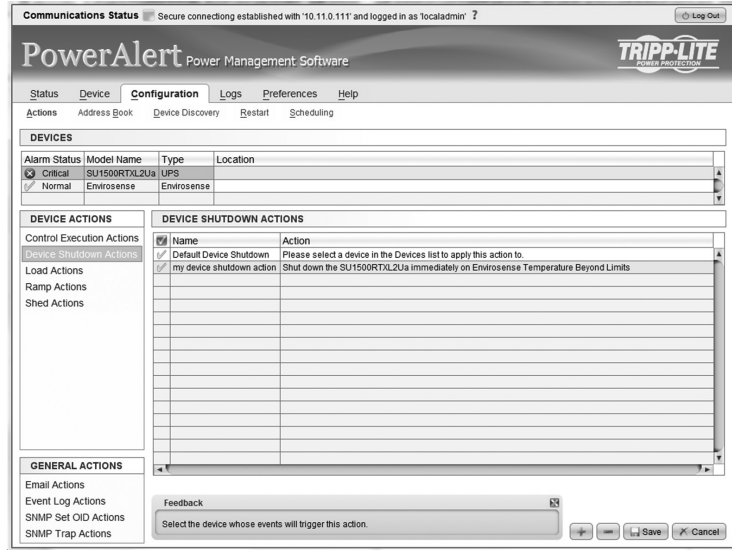 Communications Status Secure connectiong established with '10.11.0.111' and logged in as 'localadmin' ? Log Out
PowerAlert Power Management Software
TRIPP·LITE
POWER PROTECTION
Status Device Configuration Logs Preferences Help
Actions Address Book Device Discovery Restart Scheduling
DEVICES
Alarm Status Model Name Type Location
Critical SU1500RTXL2Ua UPS
Normal Envirosense Envirosense
DEVICE ACTIONS
Control Execution Actions
Device Shutdown Actions
Load Actions
Ramp Actions
Shed Actions
DEVICE SHUTDOWN ACTIONS
Name Action
Default Device Shutdown Please select a device in the Devices list to apply this action to.
my device shutdown action Shut down the SU1500RTXL2Ua immediately on Envirosense Temperature Beyond Limits
GENERAL ACTIONS
Email Actions
Event Log Actions
SNMP Set OID Actions
SNMP Trap Actions
Feedback
Select the device whose events will trigger this action.
Save Cancel